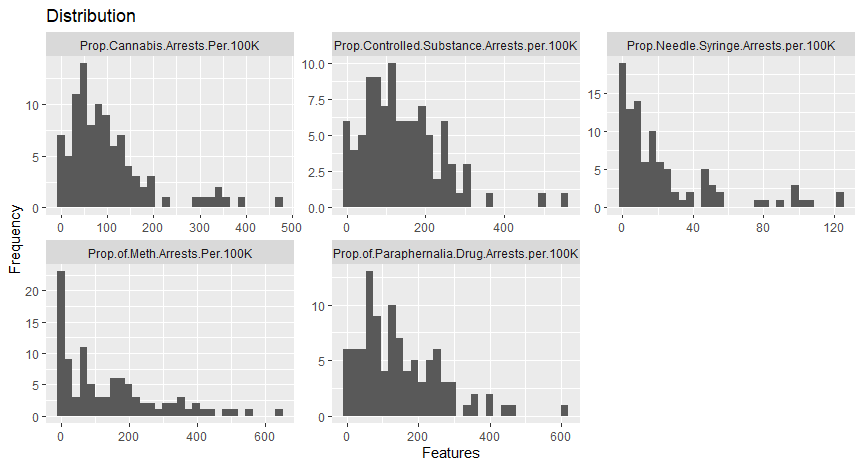 Distribution
Prop.Cannabis.Arrests.Per.100K
Prop.Controlled.Substance.Arrests.per.100K
Prop.Needle.Syringe.Arrests.per.100K
10
5
0
0 100 200 300 400 500
10.0
7.5
5.0
2.5
0.0
0 200 400
15
10
5
0
0 40 80 120
Frequency
Prop.of.Meth.Arrests.Per.100K
Prop.of.Paraphernalia.Drug.Arrests.per.100K
20
15
10
5
0
0 200 400 600
10
5
0
0 200 400 600
Features